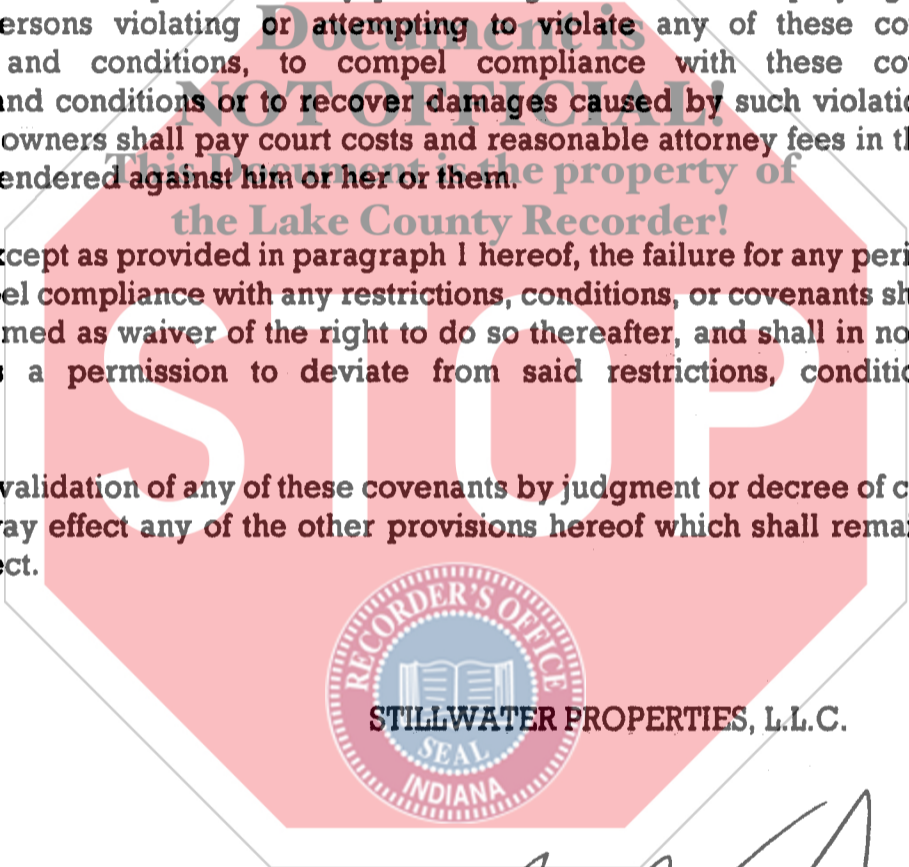 Document is
ersons violating or attempting to violate any of these co
and conditions, to compel compliance with these co
NOT OFFICIAL!
nd conditions or to recover damages caused by such violati
owners shall pay court costs and reasonable attorney fees in t
This Document is the property of
endered against him or her or them.
the Lake County Recorder!
cept as provided in paragraph 1 hereof, the failure for any peri
el compliance with any restrictions, conditions, or covenants sh
med as waiver of the right to do so thereafter, and shall in no
a permission to deviate from said restrictions, conditi
STOP
validation of any of these covenants by judgment or decree of c
ay effect any of the other provisions hereof which shall rema
ect.
RECORDER'S OFFICE
STILLWATER PROPERTIES, L.L.C.
SEAL
INDIANA